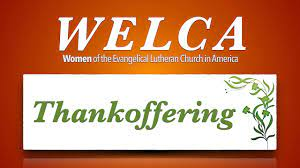 WELCA
Women of the Evangelical Lutheran Church in America
Thankoffering